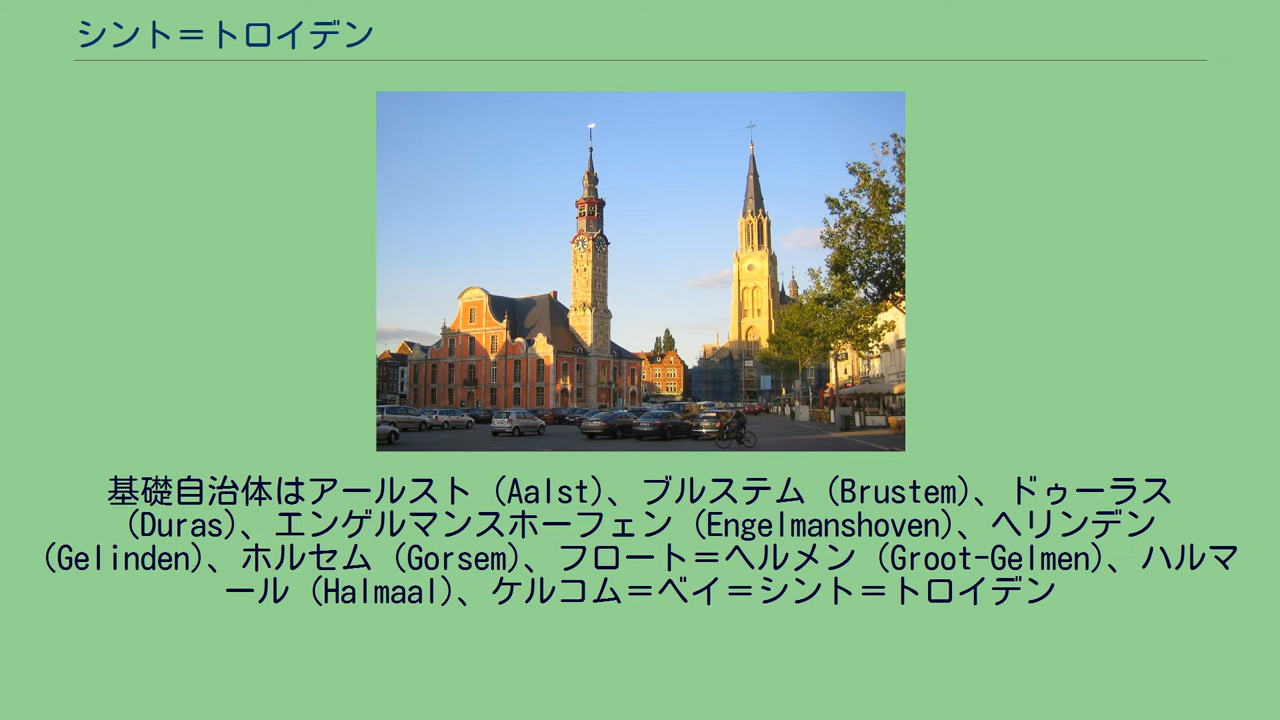 シント＝トロイデン
基礎自治体はアールスト（Aalst)、ブルステム（Brustem)、ドゥーラス
（Duras)、エンゲルマンスホーフェン（Engelmanshoven)、ヘリンデン
（Gelinden)、ホルセム（Gorsem)、フロート＝ヘルメン（Groot-Gelmen)、ハルマ
ール（Halmaal)、ケルコム＝ベイ＝シント＝トロイデン